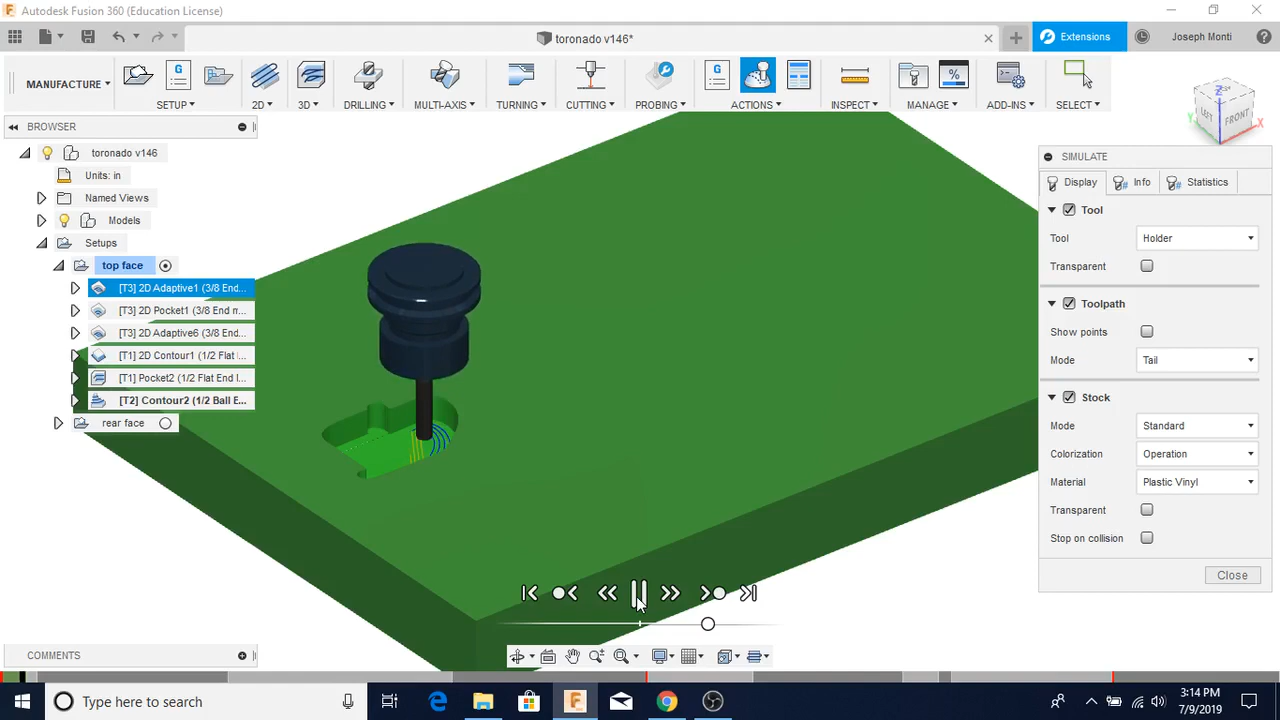 Autodesk Fusion 360 (Education License)
toronado v146*
Extensions
Joseph Monti
MANUFACTURE
SETUP
2D
3D
DRILLING
MULTI-AXIS
TURNING
CUTTING
PROBING
ACTIONS
INSPECT
MANAGE
ADD-INS
SELECT
BROWSER
toronado v146
Units: in
Named Views
Models
Setups
top face
[T3] 2D Adaptive1 (3/8 End...
[T3] 2D Pocket1 (3/8 End m...
[T3] 2D Adaptive6 (3/8 End...
[T1] 2D Contour1 (1/2 Flat ...
[T1] Pocket2 (1/2 Flat End ...
[T2] Contour2 (1/2 Ball E...
rear face
Z
LEFT
FRONT
Y
X
SIMULATE
Display
Info
Statistics
Tool
Tool
Holder
Transparent
Toolpath
Show points
Mode
Tail
Stock
Mode
Standard
Colorization
Operation
Material
Plastic Vinyl
Transparent
Stop on collision
Close
COMMENTS
Type here to search
3:14 PM
7/9/2019